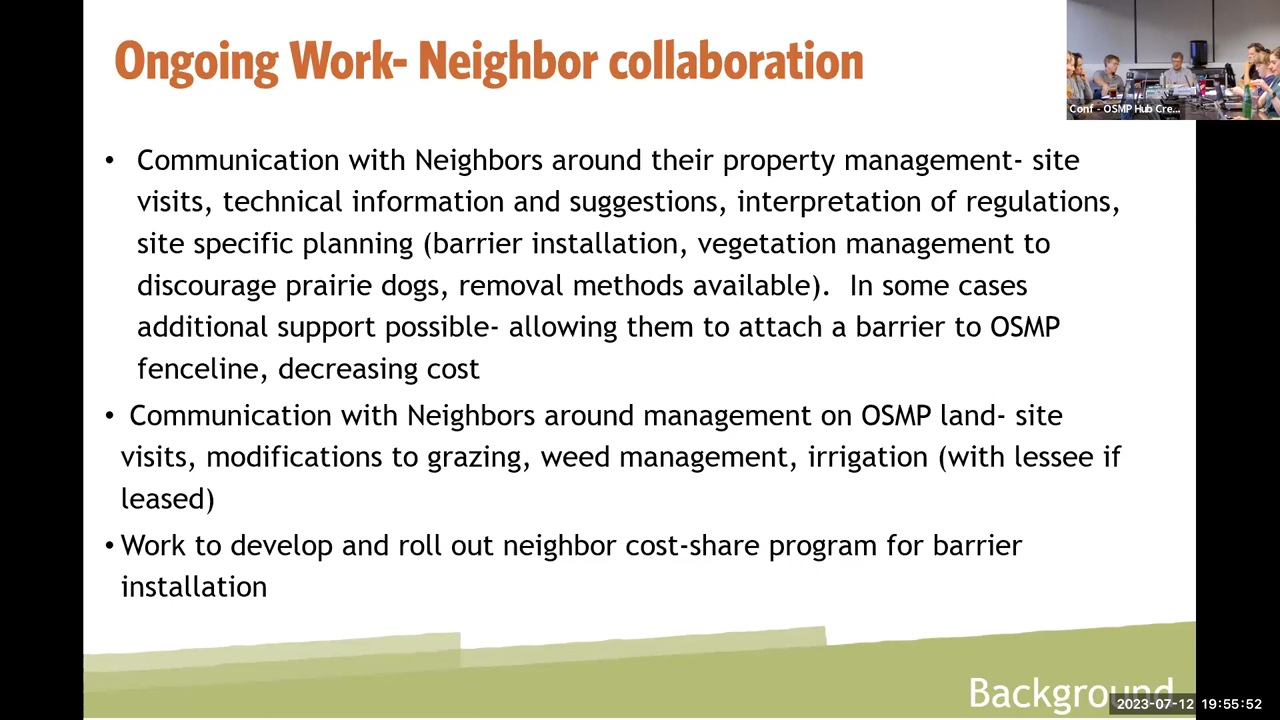 Ongoing Work- Neighbor collaboration
Conf - OSMP Hub Cre...
• Communication with Neighbors around their property management- site
visits, technical information and suggestions, interpretation of regulations,
site specific planning (barrier installation, vegetation management to
discourage prairie dogs, removal methods available).  In some cases
additional support possible- allowing them to attach a barrier to OSMP
fenceline, decreasing cost
• Communication with Neighbors around management on OSMP land- site
visits, modifications to grazing, weed management, irrigation (with lessee if
leased)
• Work to develop and roll out neighbor cost-share program for barrier
installation
Background
2023-07-12 19:55:52